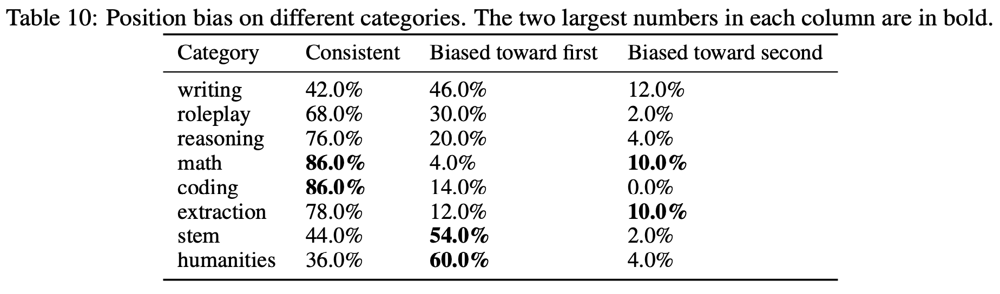 Table 10: Position bias on different categories. The two largest numbers in each column are in bold.
Category Consistent Biased toward first Biased toward second
writing 42.0% 46.0% 12.0%
roleplay 68.0% 30.0% 2.0%
reasoning 76.0% 20.0% 4.0%
math 86.0% 4.0% 10.0%
coding 86.0% 14.0% 0.0%
extraction 78.0% 12.0% 10.0%
stem 44.0% 54.0% 2.0%
humanities 36.0% 60.0% 4.0%